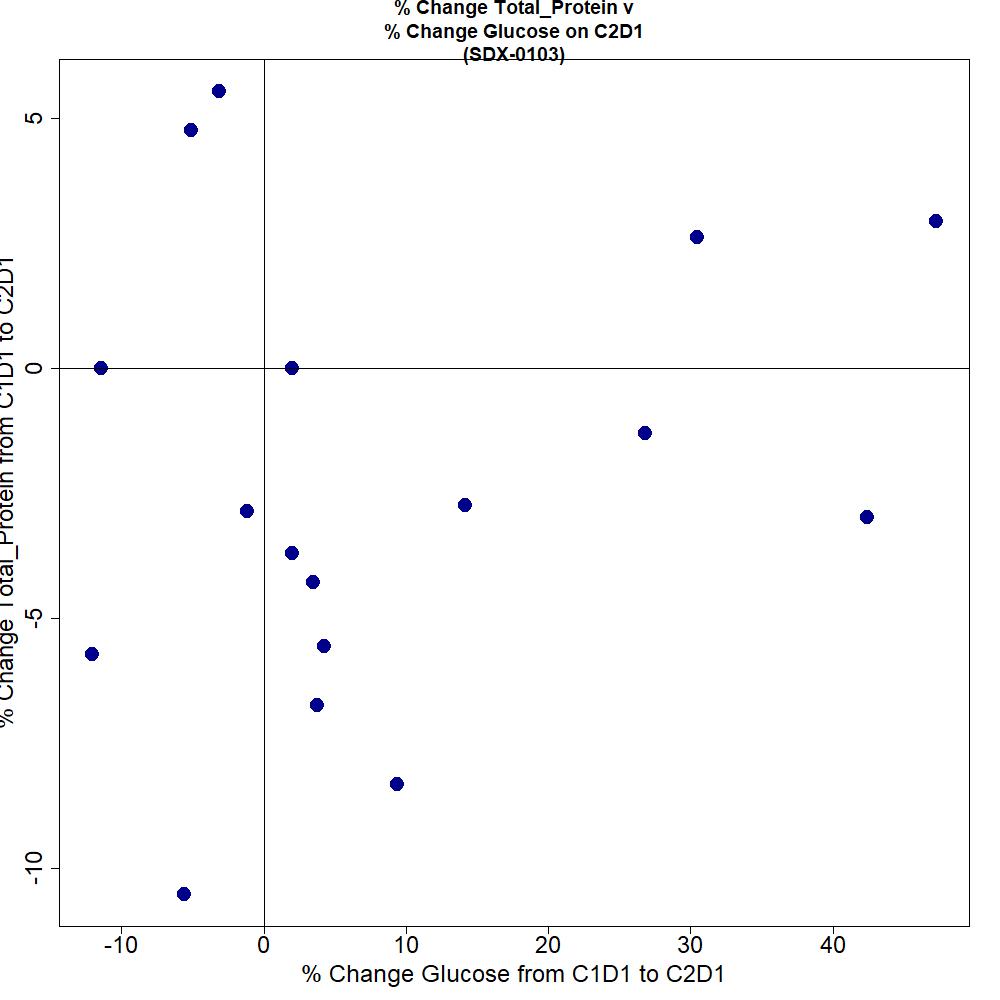 % Change Total_Protein v
% Change Glucose on C2D1
(SDX-0103)
% Change Total_Protein from C1D1 to C2D1
5
0
-5
-10
-10
0
10
20
30
40
% Change Glucose from C1D1 to C2D1